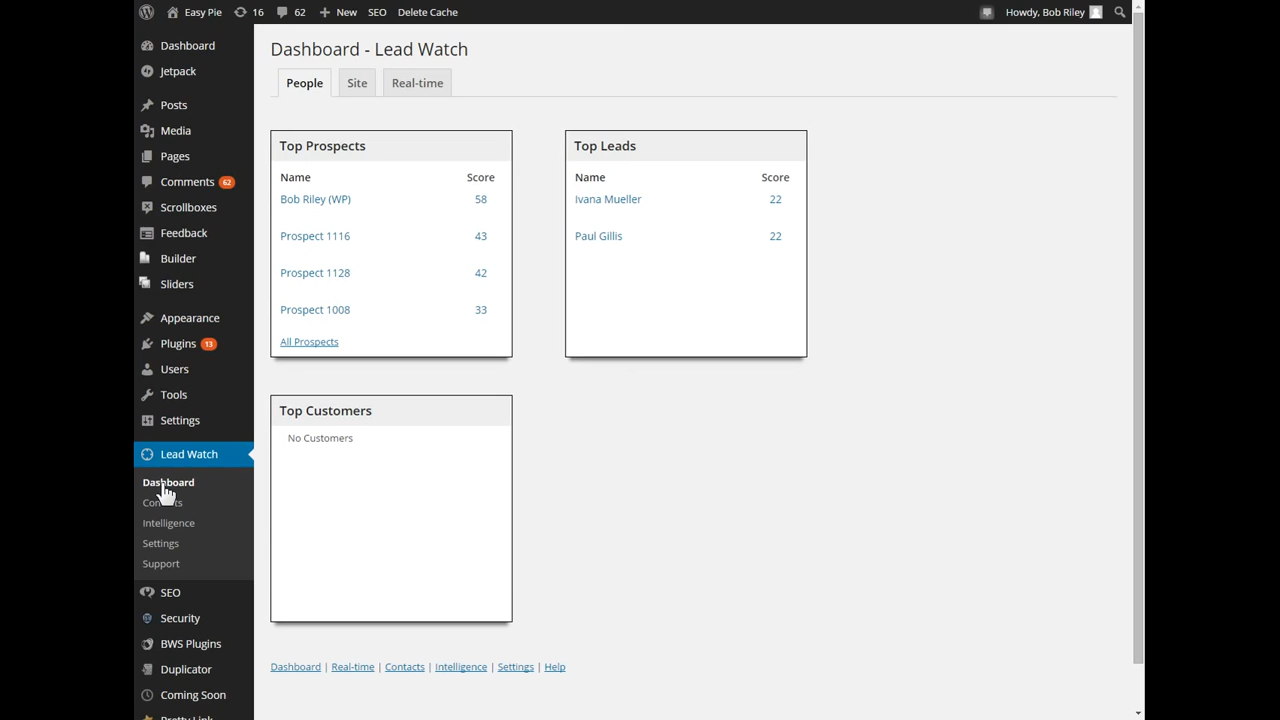 Easy Pie 16 62 New SEO Delete Cache Howdy, Bob Riley
Dashboard
Jetpack
Posts
Media
Pages
Comments 62
Scrollboxes
Feedback
Builder
Sliders
Appearance
Plugins 13
Users
Tools
Settings
Lead Watch
Dashboard
Intelligence
Settings
Support
SEO
Security
BWS Plugins
Duplicator
Coming Soon
Pretty Link
Dashboard - Lead Watch
People Site Real-time
Top Prospects
Name Score
Bob Riley (WP) 58
Prospect 1116 43
Prospect 1128 42
Prospect 1008 33
All Prospects
Top Leads
Name Score
Ivana Mueller 22
Paul Gillis 22
Top Customers
No Customers
Dashboard | Real-time | Contacts | Intelligence | Settings | Help